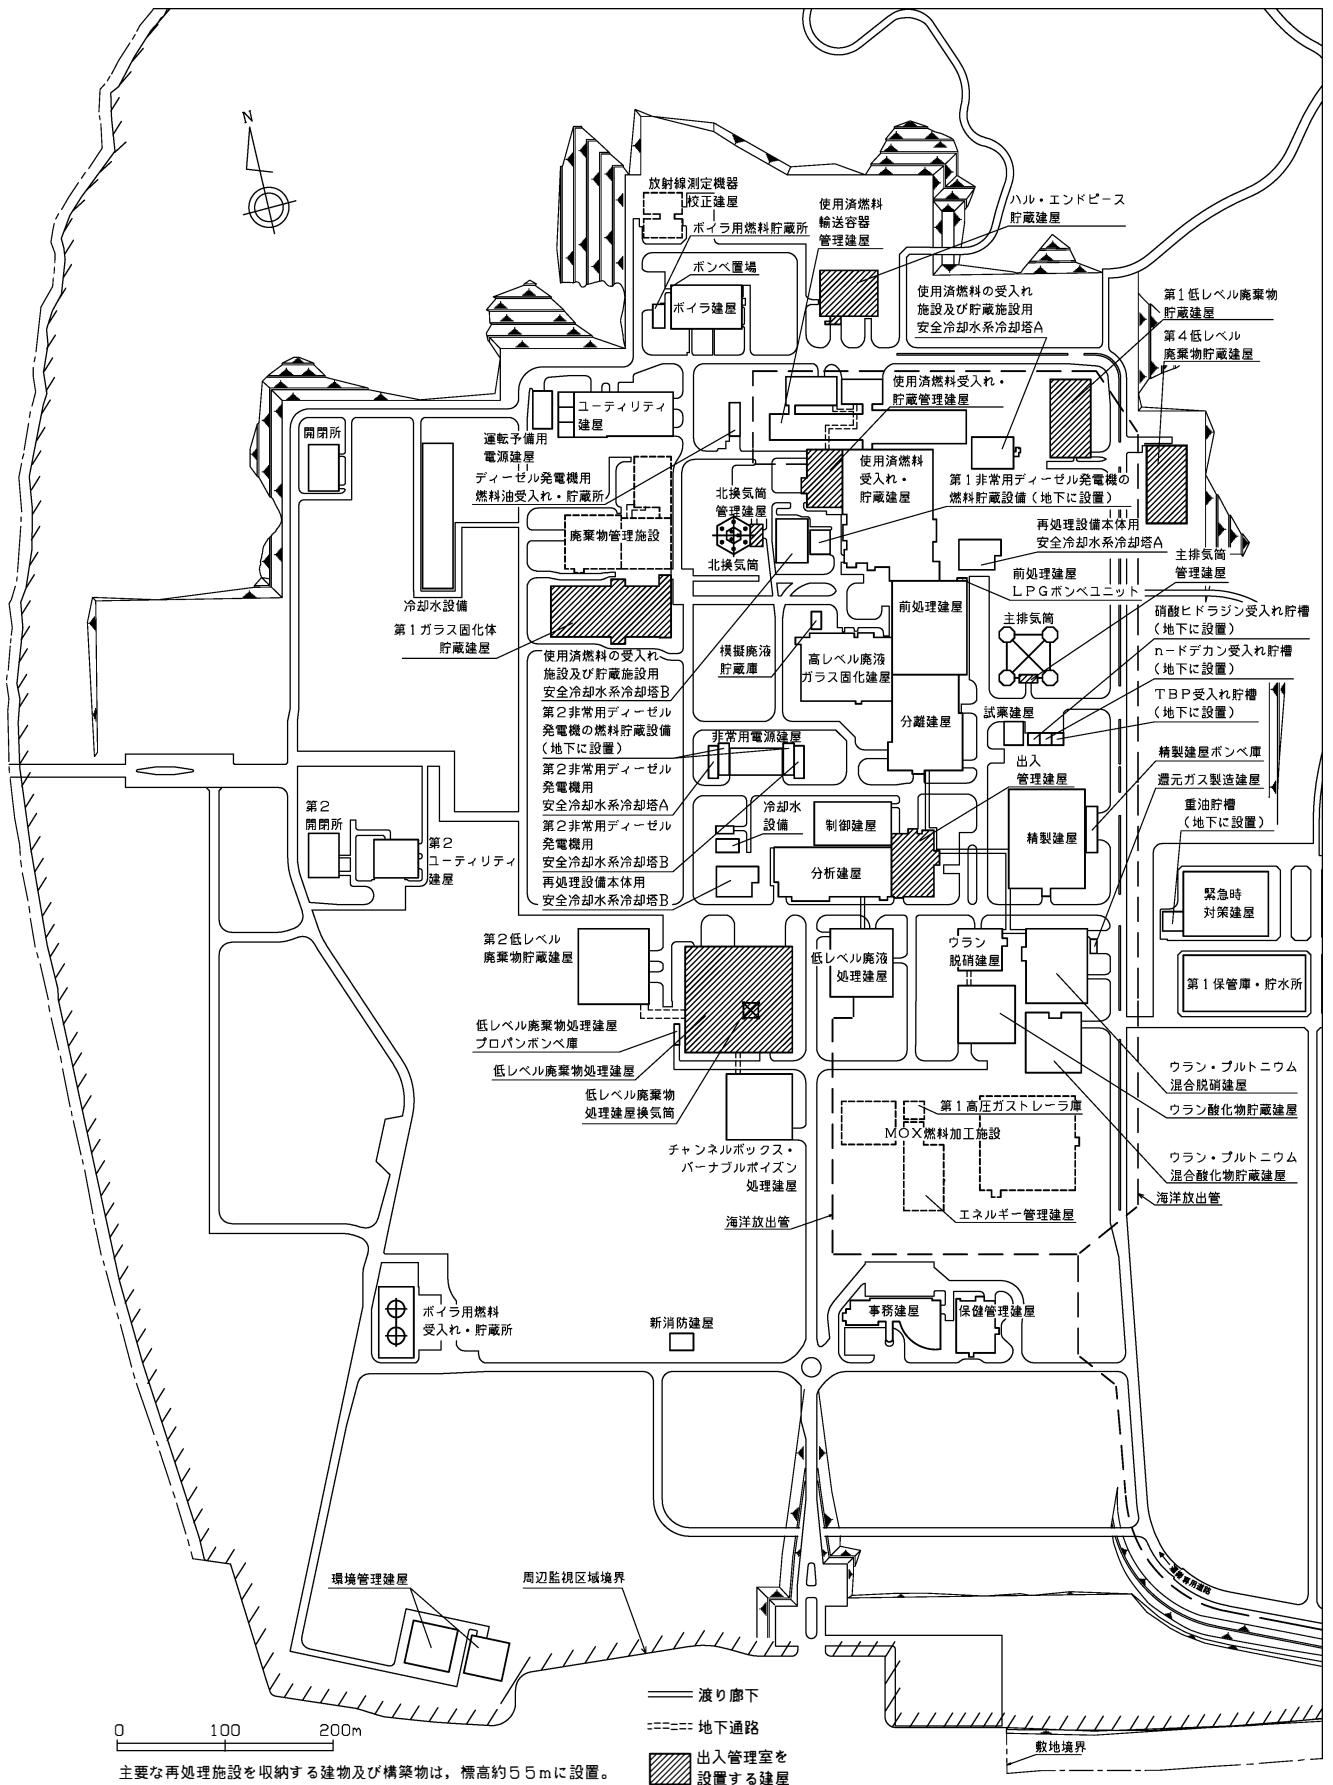 N
放射線測定機器
校正建屋
ボイラ用燃料貯蔵所
ボンベ置場
ボイラ建屋
使用済燃料
輸送容器
管理建屋
ハル・エンドピース
貯蔵建屋
使用済燃料の受入れ
施設及び貯蔵施設用
安全冷却水系冷却塔A
第1低レベル廃棄物
貯蔵建屋
第4低レベル
廃棄物貯蔵建屋
使用済燃料受入れ・
貯蔵管理建屋
ユーティリティ
建屋
開閉所
運転予備用
電源建屋
ディーゼル発電機用
燃料油受入れ・貯蔵所
使用済燃料
受入れ・
貯蔵建屋
第1非常用ディーゼル発電機の
燃料貯蔵設備(地下に設置)
北換気筒
管理建屋
再処理設備本体用
安全冷却水系冷却塔A
廃棄物管理施設
主排気筒
管理建屋
北換気筒
前処理建屋
LPGボンベユニット
冷却水設備
前処理建屋
硝酸ヒドラジン受入れ貯槽
(地下に設置)
主排気筒
第1ガラス固化体
貯蔵建屋
模擬廃液
貯蔵庫
高レベル廃液
ガラス固化建屋
n-ドデカン受入れ貯槽
(地下に設置)
使用済燃料の受入れ
施設及び貯蔵施設用
安全冷却水系冷却塔B
TBP受入れ貯槽
(地下に設置)
第2非常用ディーゼル
発電機の燃料貯蔵設備
(地下に設置)
分離建屋
試薬建屋
非常用電源建屋
精製建屋ボンベ庫
出入
管理建屋
第2非常用ディーゼル
発電機用
安全冷却水系冷却塔A
還元ガス製造建屋
第2
開閉所
冷却水
設備
重油貯槽
(地下に設置)
第2非常用ディーゼル
発電機用
安全冷却水系冷却塔B
制御建屋
精製建屋
第2
ユーティリティ
建屋
分析建屋
再処理設備本体用
安全冷却水系冷却塔B
緊急時
対策建屋
第2低レベル
廃棄物貯蔵建屋
低レベル廃液
処理建屋
ウラン
脱硝建屋
第1保管庫・貯水所
低レベル廃棄物処理建屋
プロパンボンベ庫
低レベル廃棄物処理建屋
低レベル廃棄物
処理建屋換気筒
ウラン・プルトニウム
混合脱硝建屋
ウラン酸化物貯蔵建屋
第1高圧ガストレーラ庫
MOX燃料加工施設
チャンネルボックス・
バーナブルポイズン
処理建屋
ウラン・プルトニウム
混合酸化物貯蔵建屋
海洋放出管
エネルギー管理建屋
海洋放出管
ボイラ用燃料
受入れ・貯蔵所
新消防建屋
事務建屋
保健管理建屋
環境管理建屋
周辺監視区域境界
0 100 200m
渡り廊下
地下通路
出入管理室を
設置する建屋
敷地境界
主要な再処理施設を収納する建物及び構築物は,標高約55mに設置。